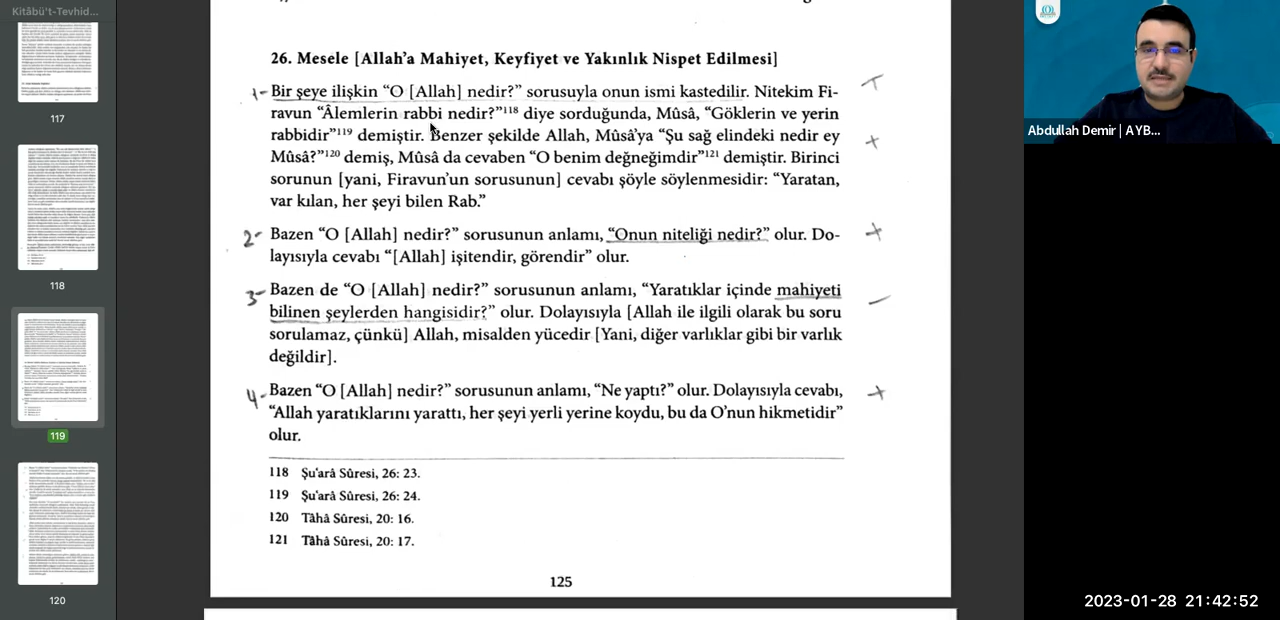 Kitâbü't-Tevhid...
117
118
119
120
20. Mesele [Allah'a Mahiyet, Keyfiyet ve Yakınlık Nispet Edilmesi]
1- Bir şeye ilişkin “O [Allah] nedir?” sorusuyla onun ismi kastedilir. Nitekim Fi-
ravun “Âlemlerin rabbi nedir?”118 diye sorduğunda, Mûsâ, “Göklerin ve yerin
rabbidir”119 demiştir. Benzer şekilde Allah, Mûsâ’ya “Şu sağ elindeki nedir ey
Mûsâ!”120 demiş, Mûsâ da cevaben “O benim değneğimdir”121 demiştir. Birinci
sorunun [yani, Firavun’un sorusunun] cevabı şöyle söylenebilir: “Yaratan,
var kılan, her şeyi bilen Rab.”
2- Bazen “O [Allah] nedir?” sorusunun anlamı, “Onun niteliği nedir?” olur. Do-
layısıyla cevabı “[Allah] işitendir, görendir” olur.
3- Bazen de “O [Allah] nedir?” sorusunun anlamı, “Yaratıklar içinde mahiyeti
bilinen şeylerden hangisidir?” olur. Dolayısıyla [Allah ile ilgili olarak bu soru
sorulmaz, çünkü] Allah, misli olmaktan yücedir [Yani, diğer varlıklar gibi bir varlık
değildir].
4- Bazen “O [Allah] nedir?” sorusunun anlamı, “Ne yaptı?” olur. Dolayısıyla cevabı,
“Allah yaratıklarını yarattı, her şeyi yerli yerine koydu, bu da O’nun hikmetidir”
olur.
118 Şu'arâ Sûresi, 26: 23.
119 Şu'arâ Sûresi, 26: 24.
120 Tâhâ Sûresi, 20: 16.
121 Tâhâ Sûresi, 20: 17.
125
Abdullah Demir | AYB...
2023-01-28 21:42:52